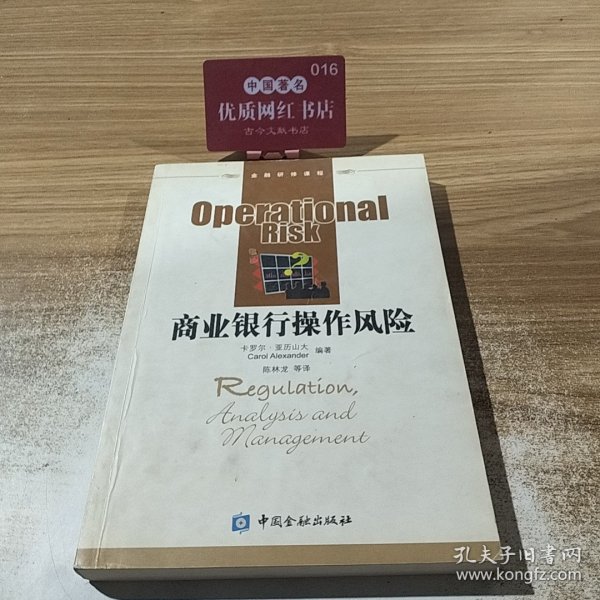 016
中国著名
优质网红书店
古今文献书店
金融研修课程
Operational
Risk
商业银行操作风险
卡罗尔·亚历山大
Carol Alexander
编著
陈林龙 等译
Regulation,
Analysis and
Management
中国金融出版社
孔夫子旧书网
www.kongfz.com